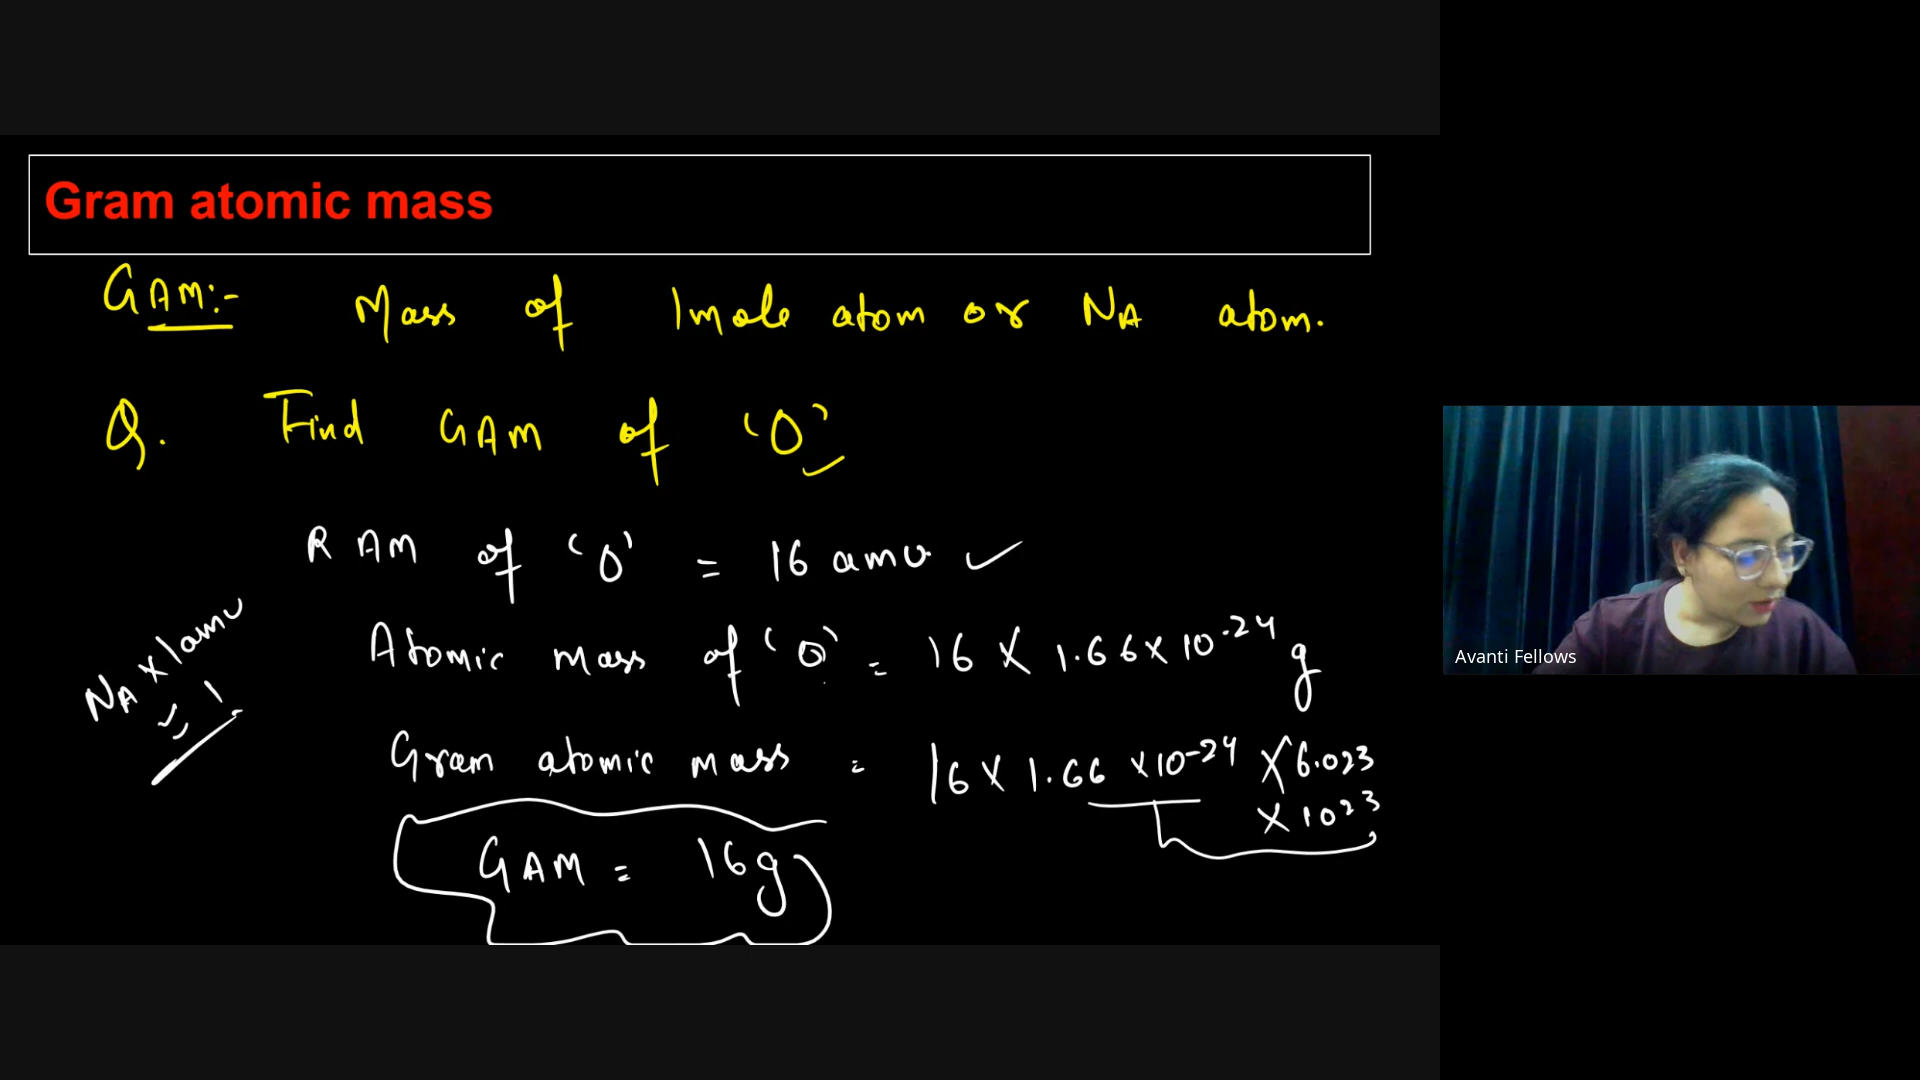 Gram atomic mass
GAM:- Mass of 1mole atom or NA atom.
Q. Find GAM of 'O'
RAM of 'O' = 16 amu ✓
Atomic mass of 'O' = 16 X 1.66 x 10-24 g
NA x 1amu
= 1
Gram atomic mass = 16 X 1.66 x 10-24 X 6.023
X 1023
GAM = 16g
Avanti Fellows